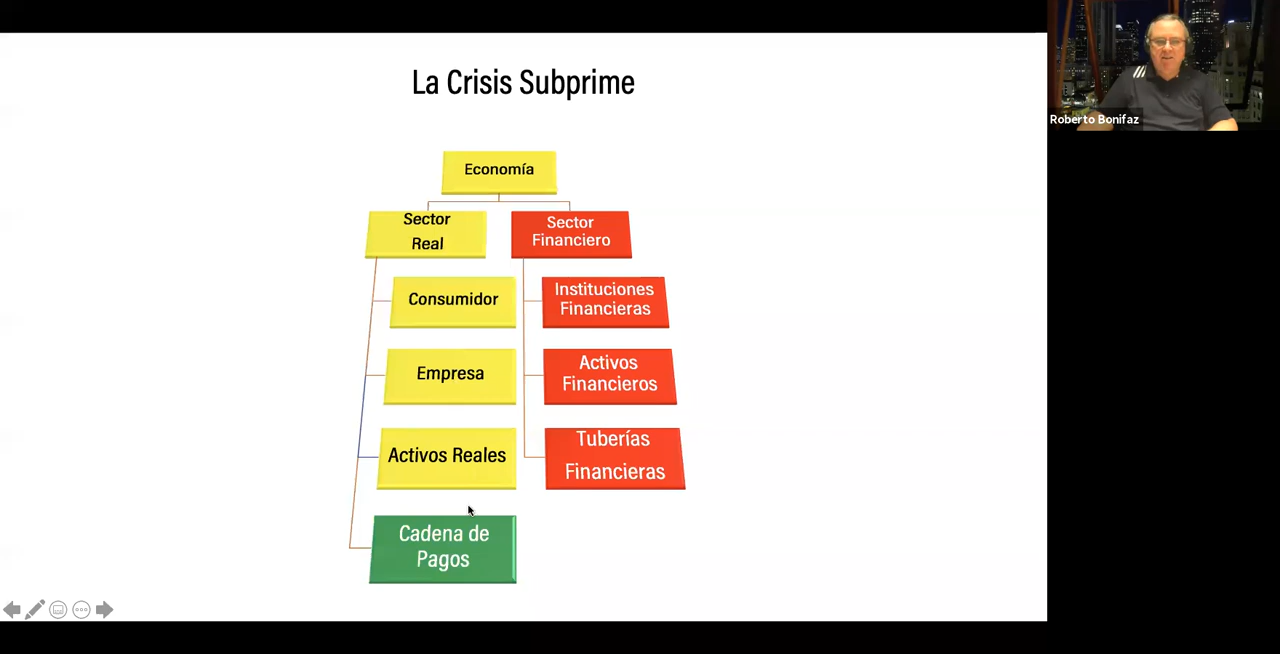 La Crisis Subprime
Roberto Bonifaz
Economía
Sector
Real
Sector
Financiero
Consumidor
Instituciones
Financieras
Empresa
Activos
Financieros
Activos Reales
Tuberías
Financieras
Cadena de
Pagos